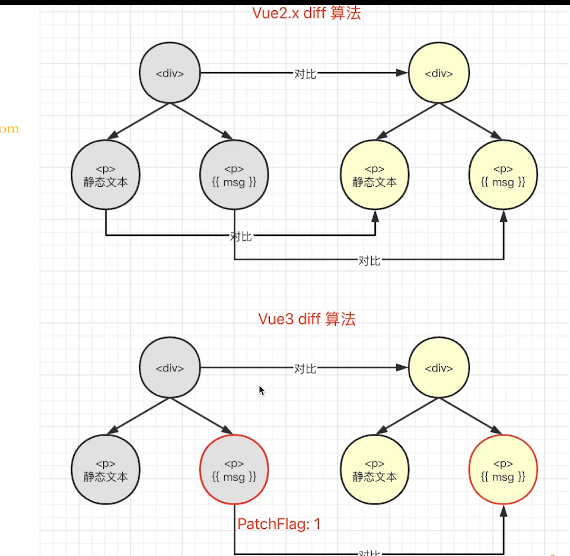 Vue2.x diff 算法
<div>
对比
<div>
om
<p>
静态文本
<p>
{{ msg }}
<p>
静态文本
<p>
{{ msg }}
对比
对比
Vue3 diff 算法
<div>
对比
<div>
<p>
静态文本
<p>
{{ msg }}
<p>
静态文本
<p>
{{ msg }}
PatchFlag: 1
对比